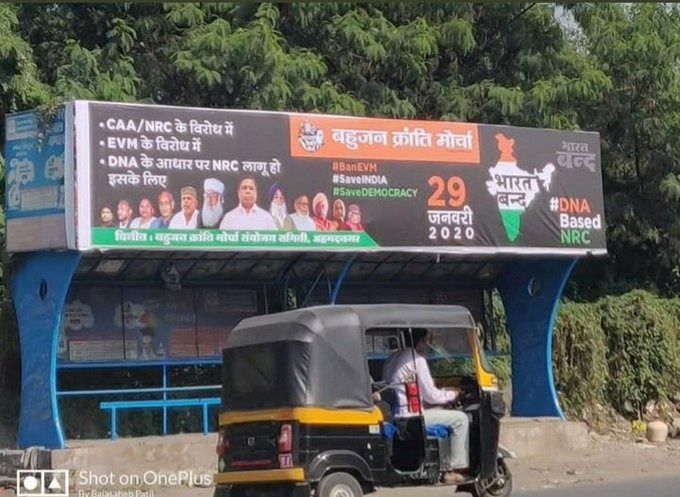 • CAA/NRC के विरोध में
• EVM के विरोध में
• DNA के आधार पर NRC लागू हो
इसके लिए
बहुजन क्रांति मोर्चा
#BanEVM
#SaveINDIA
#SaveDEMOCRACY
29
जनवरी
2020
भारत
बन्द
भारत
बन्द
#DNA
Based
NRC
विनीत : बहुजन क्रांति मोर्चा संयोजन समिती, अहमदनगर
Shot on OnePlus
By Balasaheb Patil